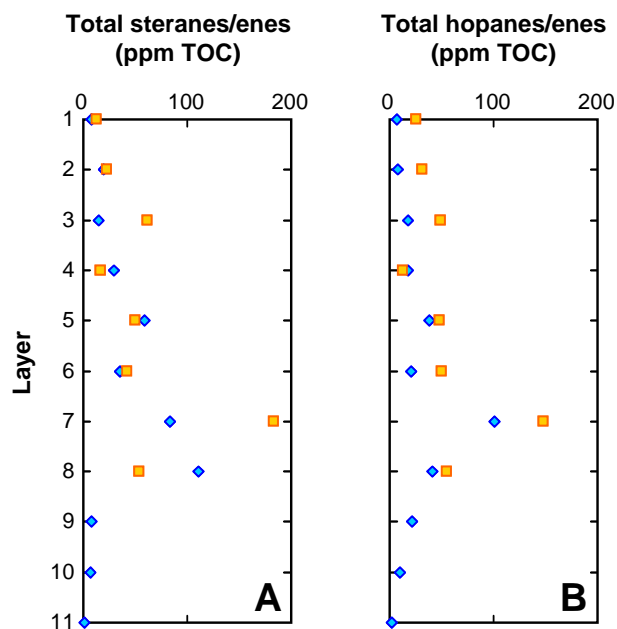 Total steranes/enes
(ppm TOC)
Total hopanes/enes
(ppm TOC)
0 100 200
0 100 200
Layer
1
2
3
4
5
6
7
8
9
10
11
A
B